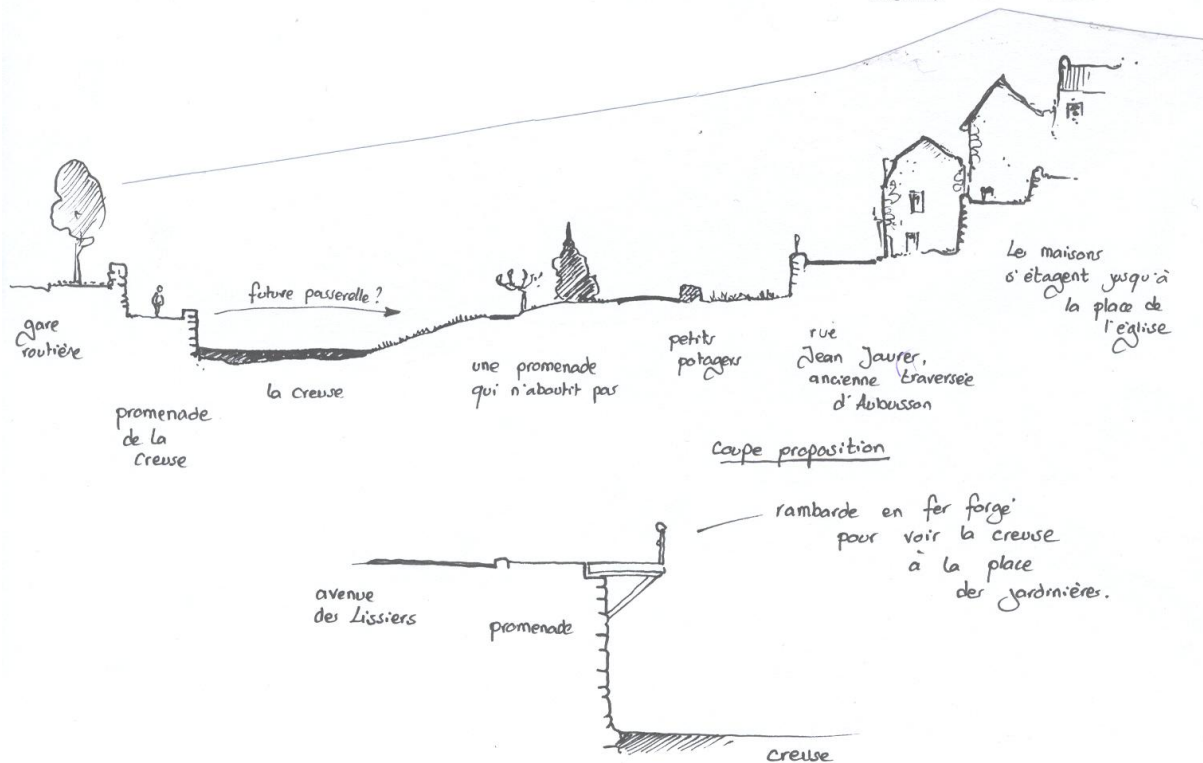 future passerelle ?
gare
routière
la creuse
promenade
de la
creuse
une promenade
qui n'aboutit pas
petits
potagers
rue
Jean Jaurer,
ancienne traversée
d'Aubusson
Le maisons
s'étagent jusqu'à
la place de
l'église
Coupe proposition
rambarde en fer forgé
pour voir la creuse
à la place
des jardinières.
avenue
des Lissiers
promenade
creuse